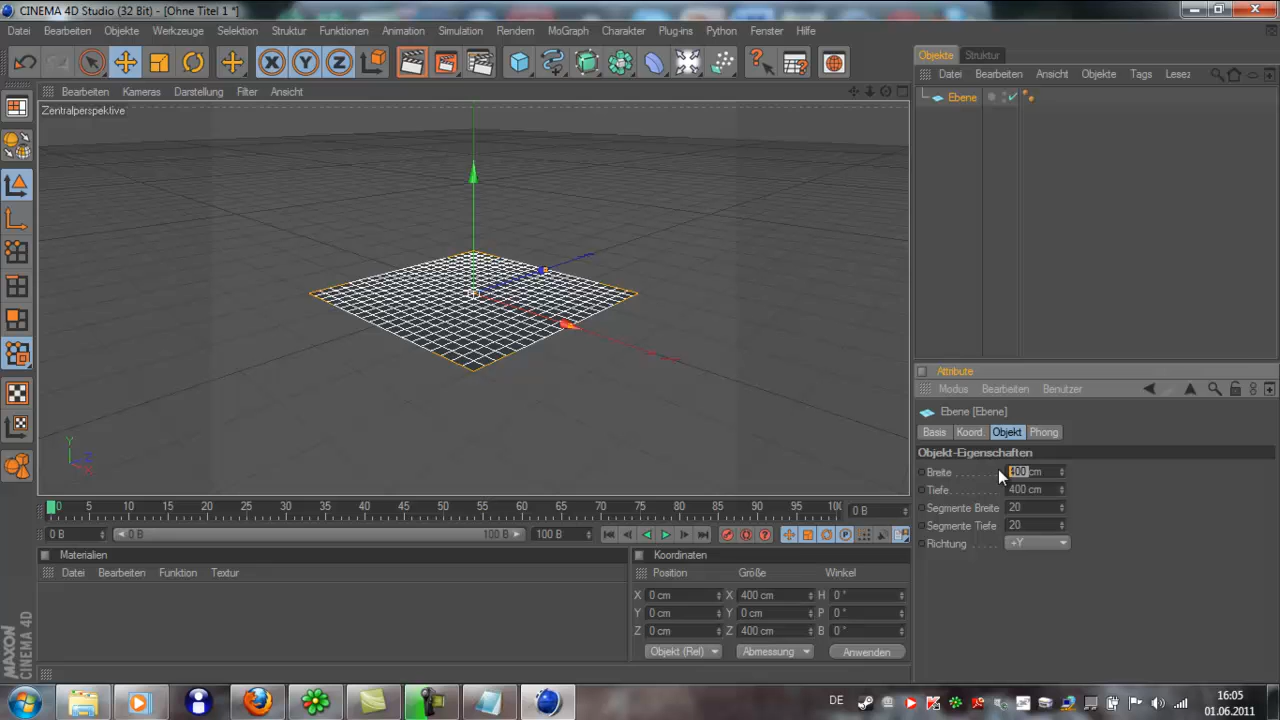 CINEMA 4D Studio (32 Bit) - [Ohne Titel 1 *]
Datei Bearbeiten Objekte Werkzeuge Selektion Struktur Funktionen Animation Simulation Rendern MoGraph Charakter Plug-ins Python Fenster Hilfe
Objekte Struktur
Datei Bearbeiten Ansicht Objekte Tags Lesez
Ebene
Bearbeiten Kameras Darstellung Filter Ansicht
Zentralperspektive
Y
Z
X
Attribute
Modus Bearbeiten Benutzer
Ebene [Ebene]
Basis Koord. Objekt Phong
Objekt-Eigenschaften
Breite 400 cm
Tiefe 400 cm
Segmente Breite 20
Segmente Tiefe 20
Richtung +Y
0 5 10 15 20 25 30 35 40 45 50 55 60 65 70 75 80 85 90 95 10 0 B
0 B 0 B 100 B 100 B
Materialien
Datei Bearbeiten Funktion Textur
Koordinaten
Position Größe Winkel
X 0 cm X 400 cm H 0 °
Y 0 cm Y 0 cm P 0 °
Z 0 cm Z 400 cm B 0 °
Objekt (Rel) Abmessung Anwenden
MAXON
CINEMA 4D
DE
16:05
01.06.2011